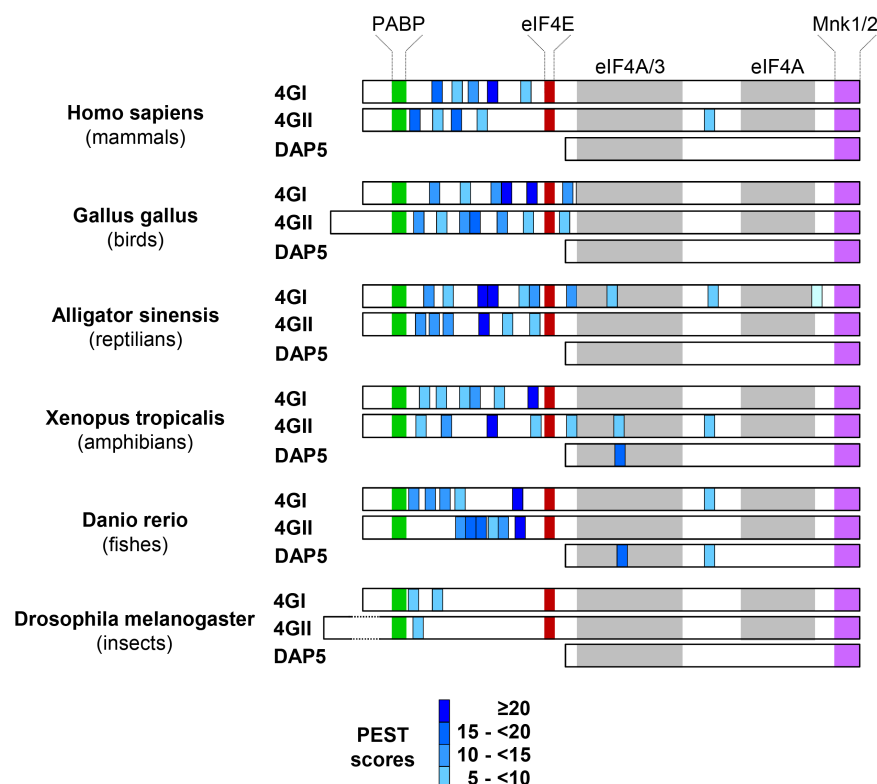 PABP eIF4E Mnk1/2
eIF4A/3 eIF4A
Homo sapiens
(mammals)
4GI
4GII
DAP5
Gallus gallus
(birds)
4GI
4GII
DAP5
Alligator sinensis
(reptilians)
4GI
4GII
DAP5
Xenopus tropicalis
(amphibians)
4GI
4GII
DAP5
Danio rerio
(fishes)
4GI
4GII
DAP5
Drosophila melanogaster
(insects)
4GI
4GII
DAP5
PEST
scores
≥20
15 - <20
10 - <15
5 - <10